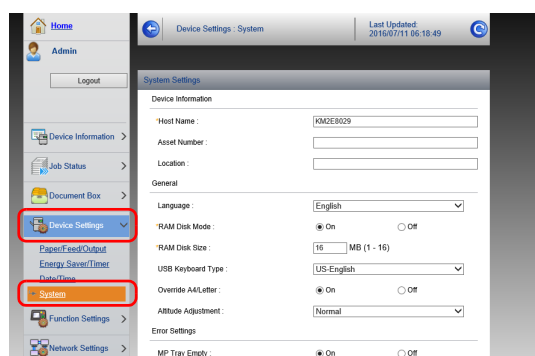 Home
Admin
Logout
Device Information
Job Status
Document Box
Device Settings
Paper/Feed/Output
Energy Saver/Timer
Date/Time
System
Function Settings
Network Settings
Device Settings : System
Last Updated:
2016/07/11 06:18:49
System Settings
Device Information
*Host Name : KM2E8029
Asset Number :
Location :
General
Language : English
*RAM Disk Mode : On Off
*RAM Disk Size : 16 MB (1 - 16)
USB Keyboard Type : US-English
Override A4/Letter : On Off
Altitude Adjustment : Normal
Error Settings
MP Tray Empty : On Off